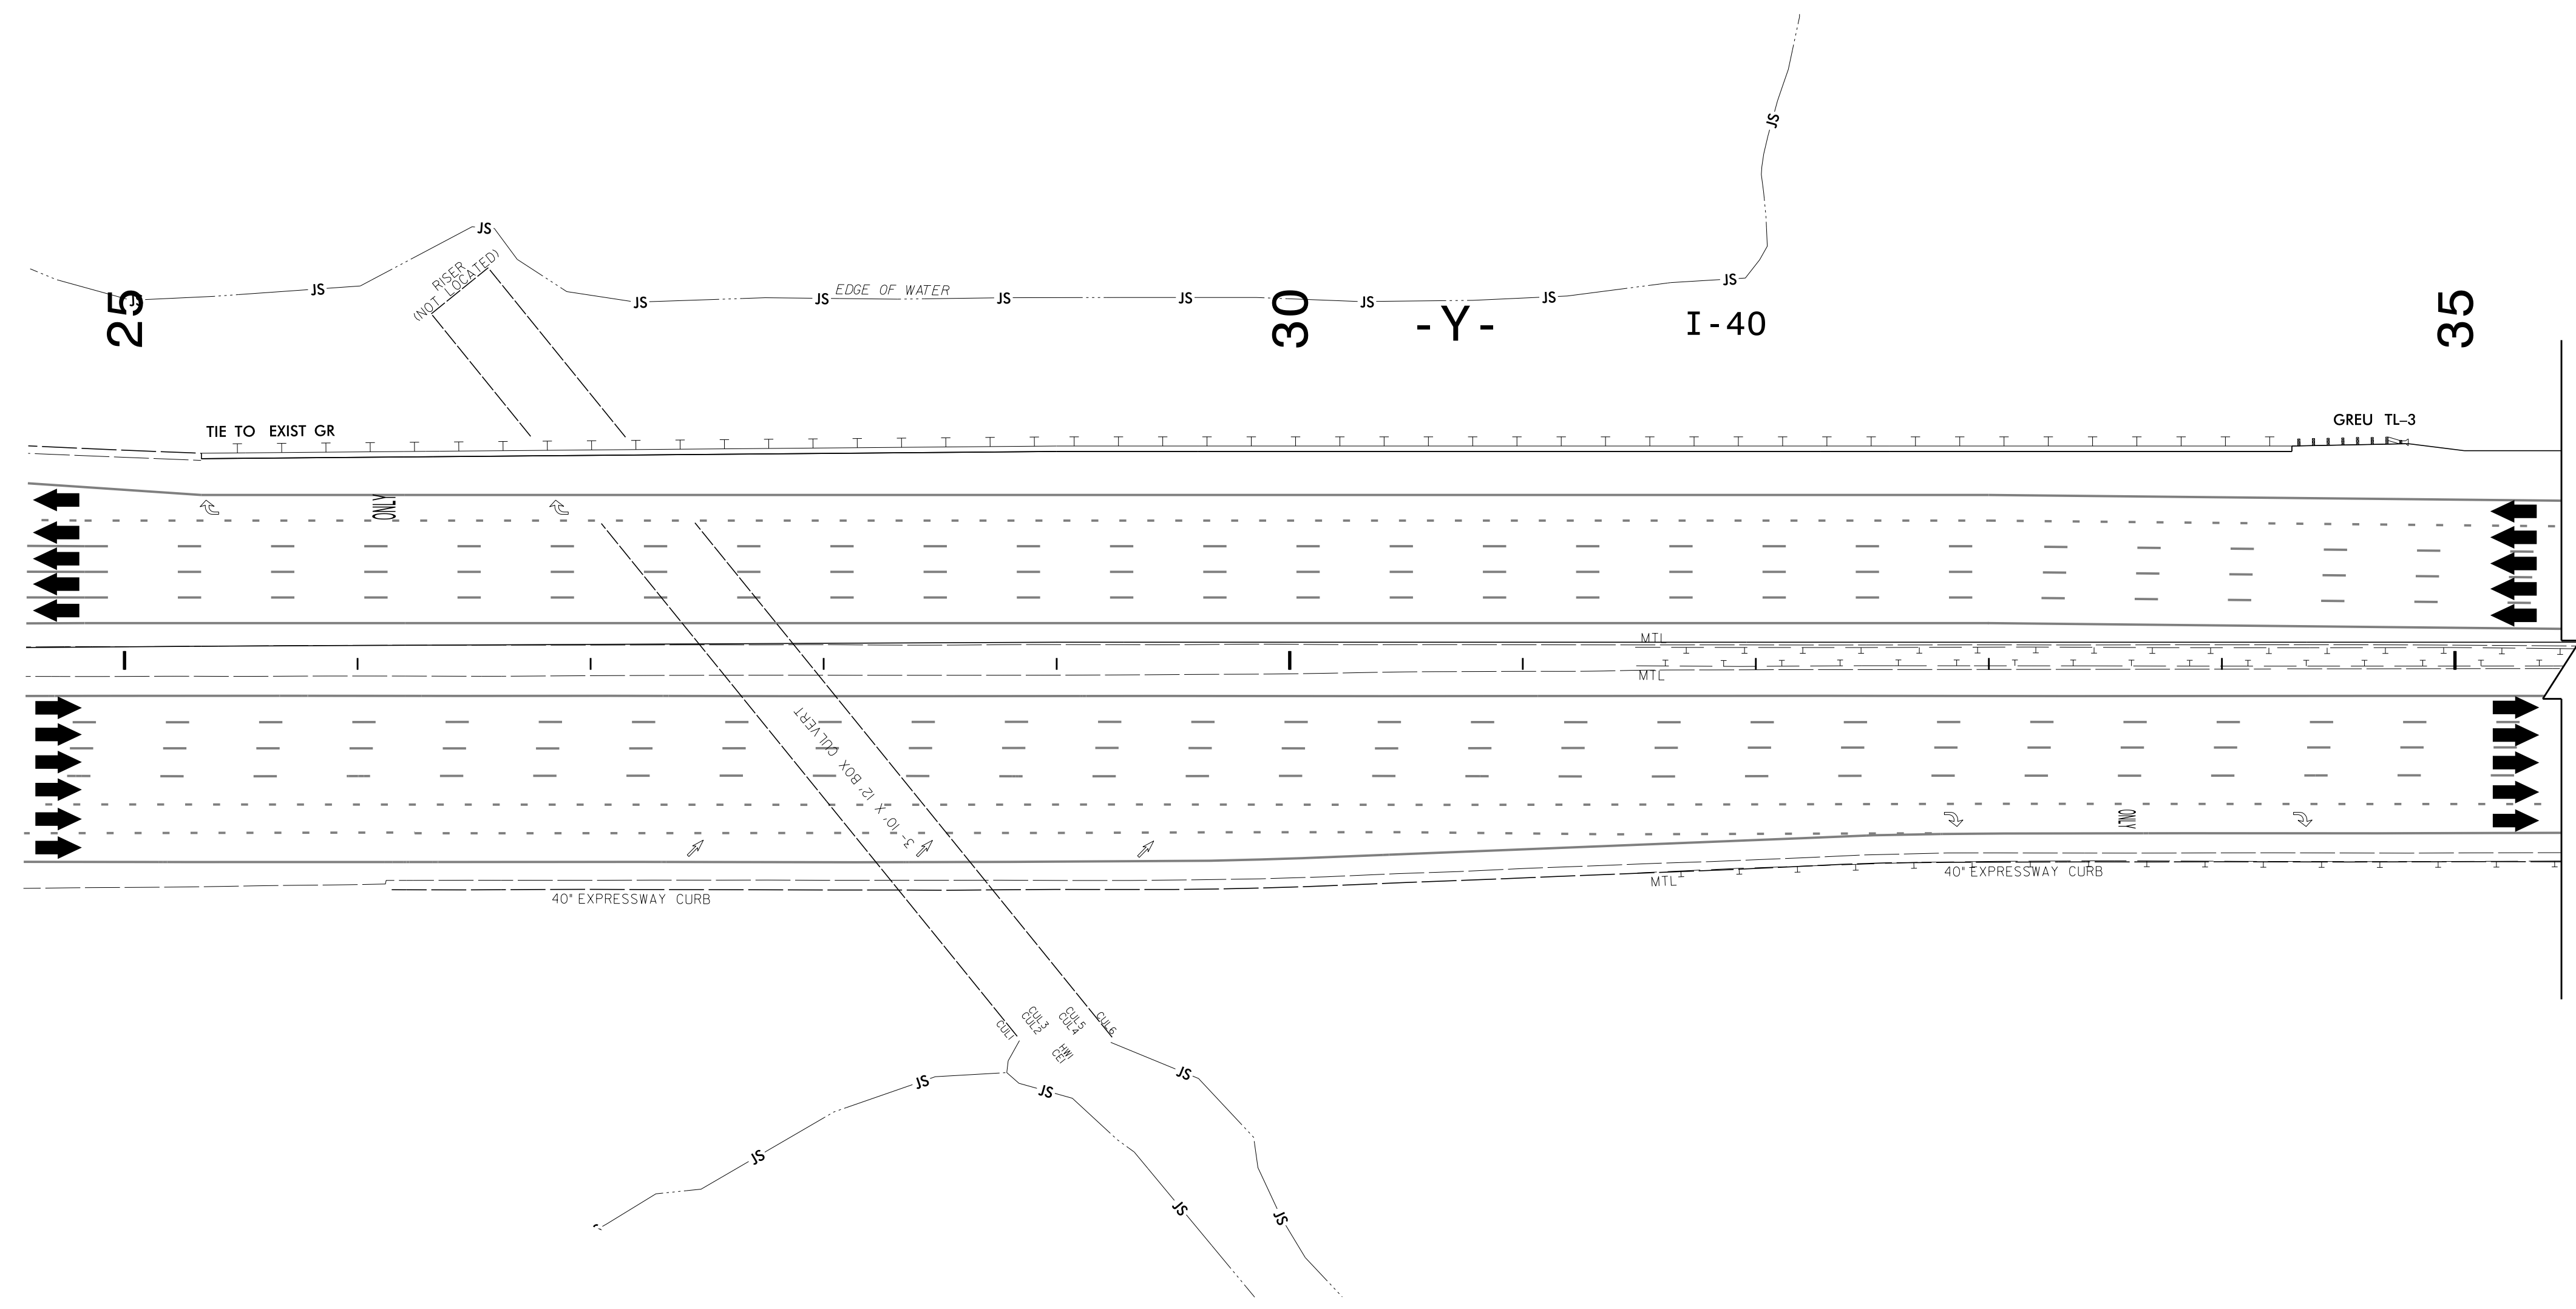 JS
JS
JS
RISER
(NOT LOCATED)
JS
JS
JS
EDGE OF WATER
JS
JS
JS
JS
JS
JS
JS
25
30
-Y-
I-40
35
TIE TO EXIST GR
GREU TL-3
ONLY
MTL
MTL
3- 10' X 12' BOX CULVERT
ONLY
MTL
40" EXPRESSWAY CURB
40" EXPRESSWAY CURB
CUL1
CUL3
CUL2
CUL5
CUL4
CUL6
HW1
CE1
JS
JS
JS
JS
JS
JS